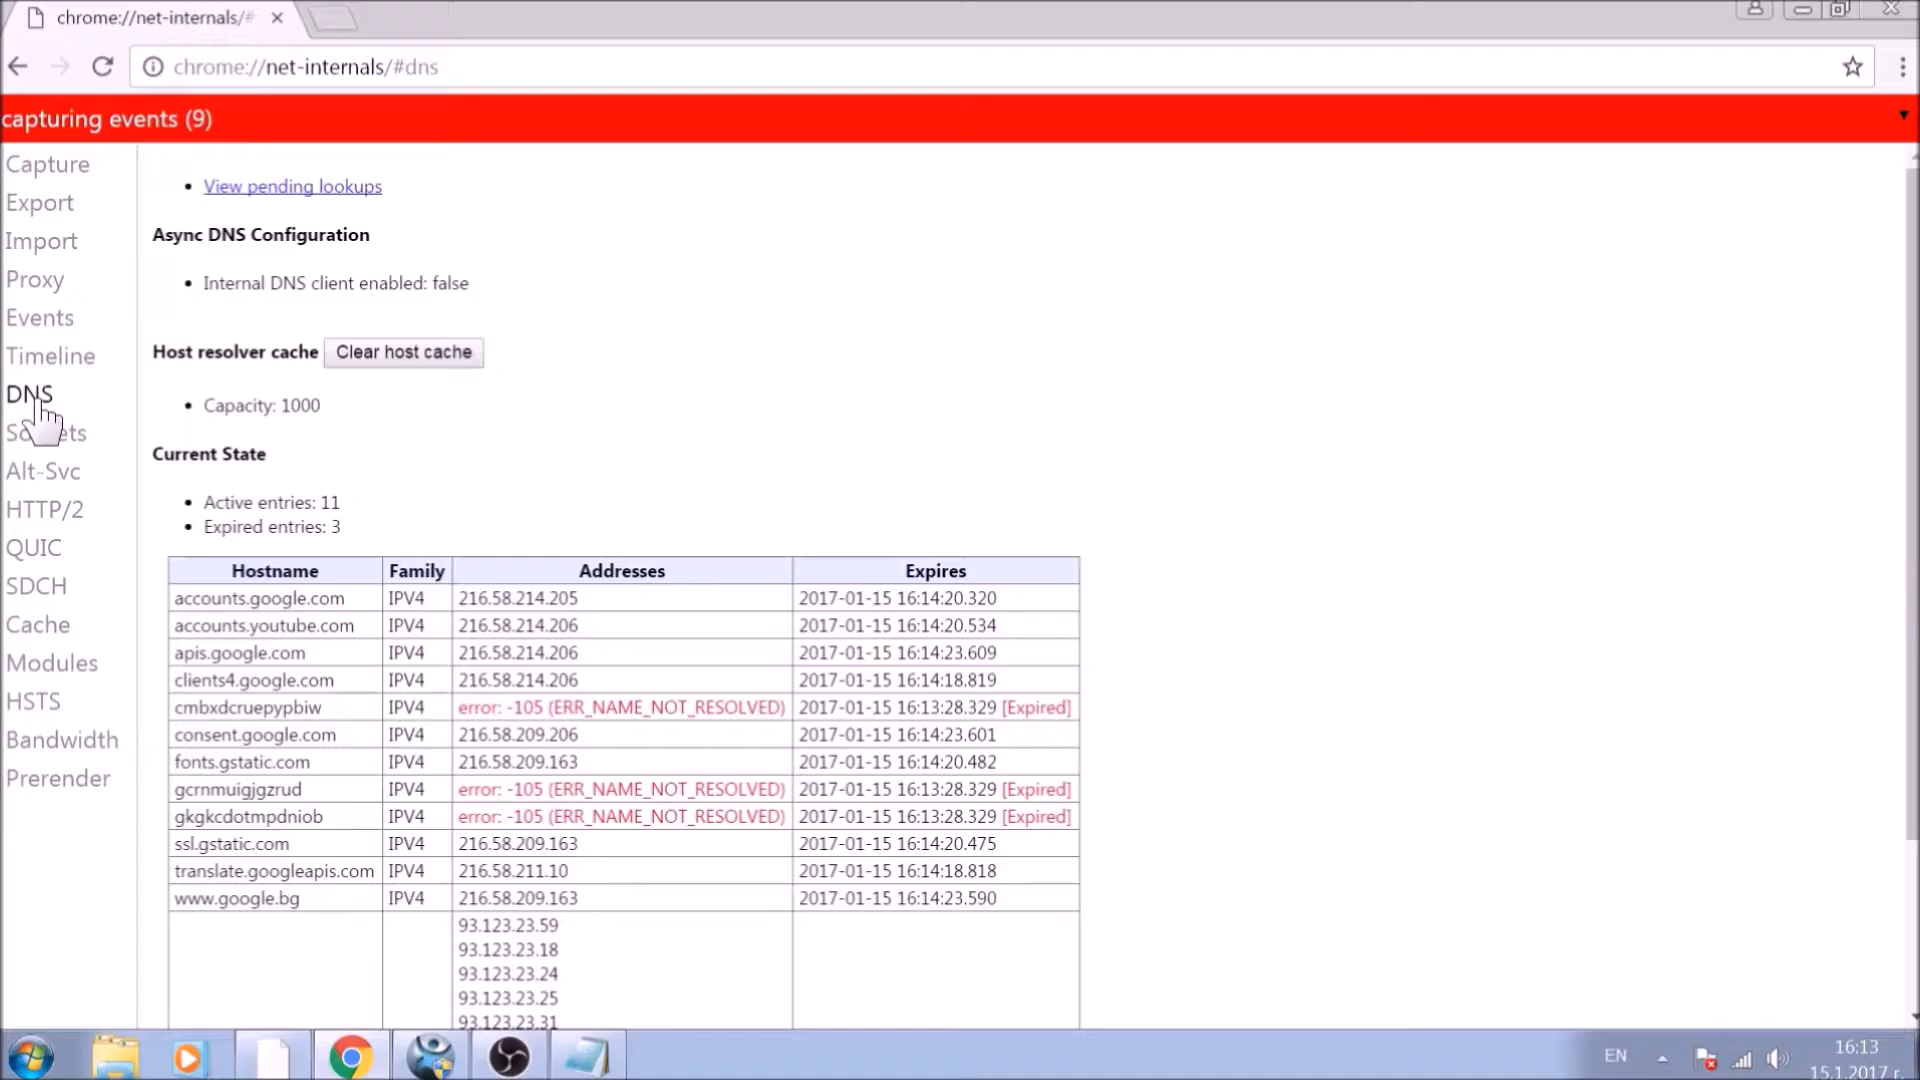 chrome://net-internals/#
chrome://net-internals/#dns
capturing events (9)
Capture
Export
Import
Proxy
Events
Timeline
DNS
Alt-Svc
HTTP/2
QUIC
SDCH
Cache
Modules
HSTS
Bandwidth
Prerender
View pending lookups
Async DNS Configuration
Internal DNS client enabled: false
Host resolver cache Clear host cache
Capacity: 1000
Current State
Active entries: 11
Expired entries: 3
Hostname Family Addresses Expires
accounts.google.com IPV4 216.58.214.205 2017-01-15 16:14:20.320
accounts.youtube.com IPV4 216.58.214.206 2017-01-15 16:14:20.534
apis.google.com IPV4 216.58.214.206 2017-01-15 16:14:23.609
clients4.google.com IPV4 216.58.214.206 2017-01-15 16:14:18.819
cmbxdcruepypbiw IPV4 error: -105 (ERR_NAME_NOT_RESOLVED) 2017-01-15 16:13:28.329 [Expired]
consent.google.com IPV4 216.58.209.206 2017-01-15 16:14:23.601
fonts.gstatic.com IPV4 216.58.209.163 2017-01-15 16:14:20.482
gcrnmuigjgzrud IPV4 error: -105 (ERR_NAME_NOT_RESOLVED) 2017-01-15 16:13:28.329 [Expired]
gkgkcdotmpdniob IPV4 error: -105 (ERR_NAME_NOT_RESOLVED) 2017-01-15 16:13:28.329 [Expired]
ssl.gstatic.com IPV4 216.58.209.163 2017-01-15 16:14:20.475
translate.googleapis.com IPV4 216.58.211.10 2017-01-15 16:14:18.818
www.google.bg IPV4 216.58.209.163 2017-01-15 16:14:23.590
93.123.23.59
93.123.23.18
93.123.23.24
93.123.23.25
93.123.23.31
EN
16:13
15.1.2017 г.